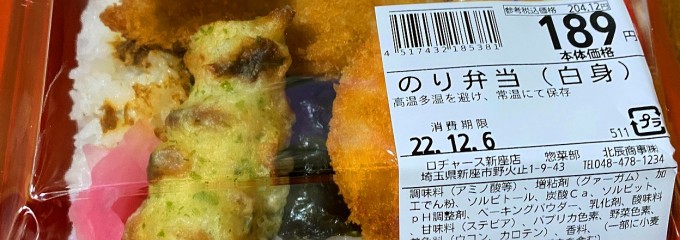 参考税込価格 204.12円
189円
本体価格
4517432185381
のり弁当（白身）
高温多湿を避け、常温にて保存
消費期限
22.12.6
511
プラ
ロヂャース新座店 惣菜部 北辰商事㈱
埼玉県新座市野火止1-9-43 TEL048-478-1234
調味料（アミノ酸等）、増粘剤（グァーガム）、加
工でん粉、ソルビトール、炭酸Ca、ソルビット、
pH調整剤、ベーキングパウダー、乳化剤、酸味料
、甘味料（ステビア）、パプリカ色素、野菜色素、
（ウコン、カロテン）、香料、（一部に小麦